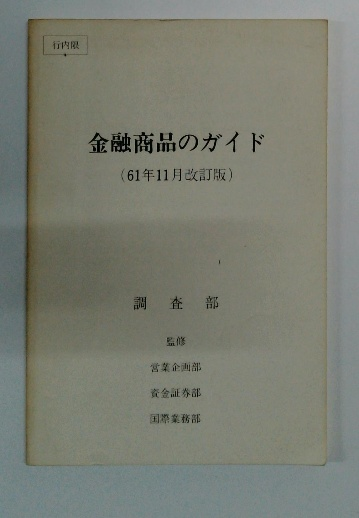 行内限
金融商品のガイド
(61年11月改訂版)
調査部
監修
営業企画部
資金証券部
国際業務部